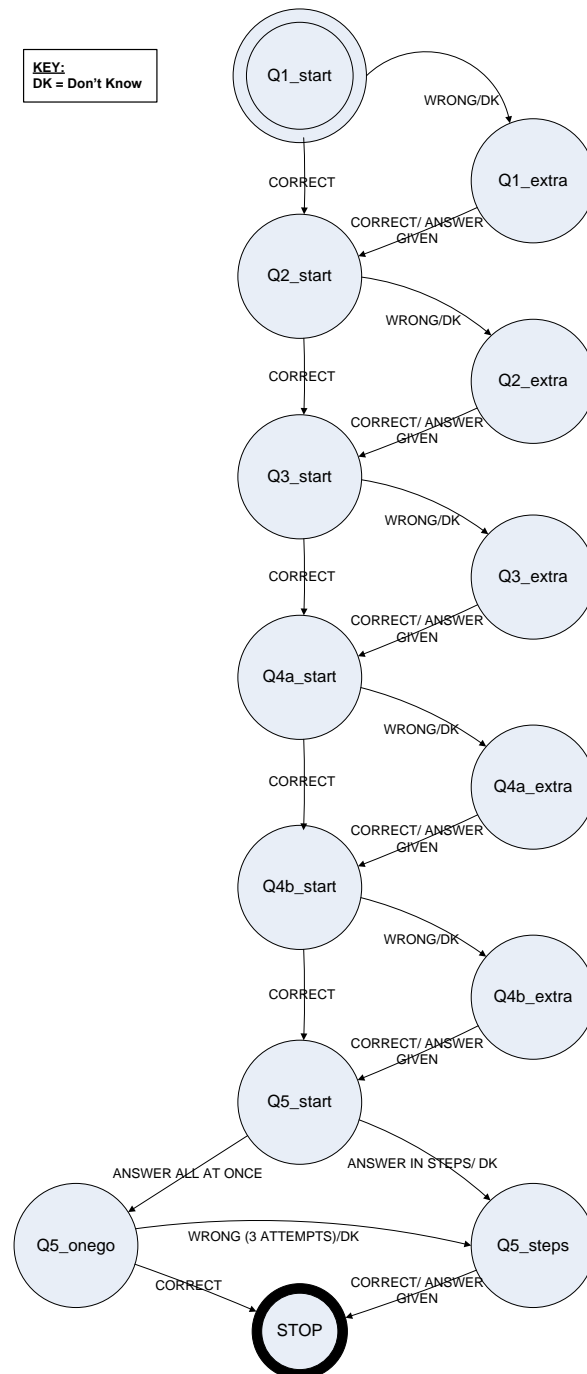 KEY:
DK = Don't Know
Q1_start
WRONG/DK
Q1_extra
CORRECT
CORRECT/ ANSWER
GIVEN
Q2_start
WRONG/DK
Q2_extra
CORRECT
CORRECT/ ANSWER
GIVEN
Q3_start
WRONG/DK
Q3_extra
CORRECT
CORRECT/ ANSWER
GIVEN
Q4a_start
WRONG/DK
Q4a_extra
CORRECT
CORRECT/ ANSWER
GIVEN
Q4b_start
WRONG/DK
Q4b_extra
CORRECT
CORRECT/ ANSWER
GIVEN
Q5_start
ANSWER ALL AT ONCE
ANSWER IN STEPS/ DK
Q5_onego
WRONG (3 ATTEMPTS)/DK
Q5_steps
CORRECT
CORRECT/ ANSWER
GIVEN
STOP